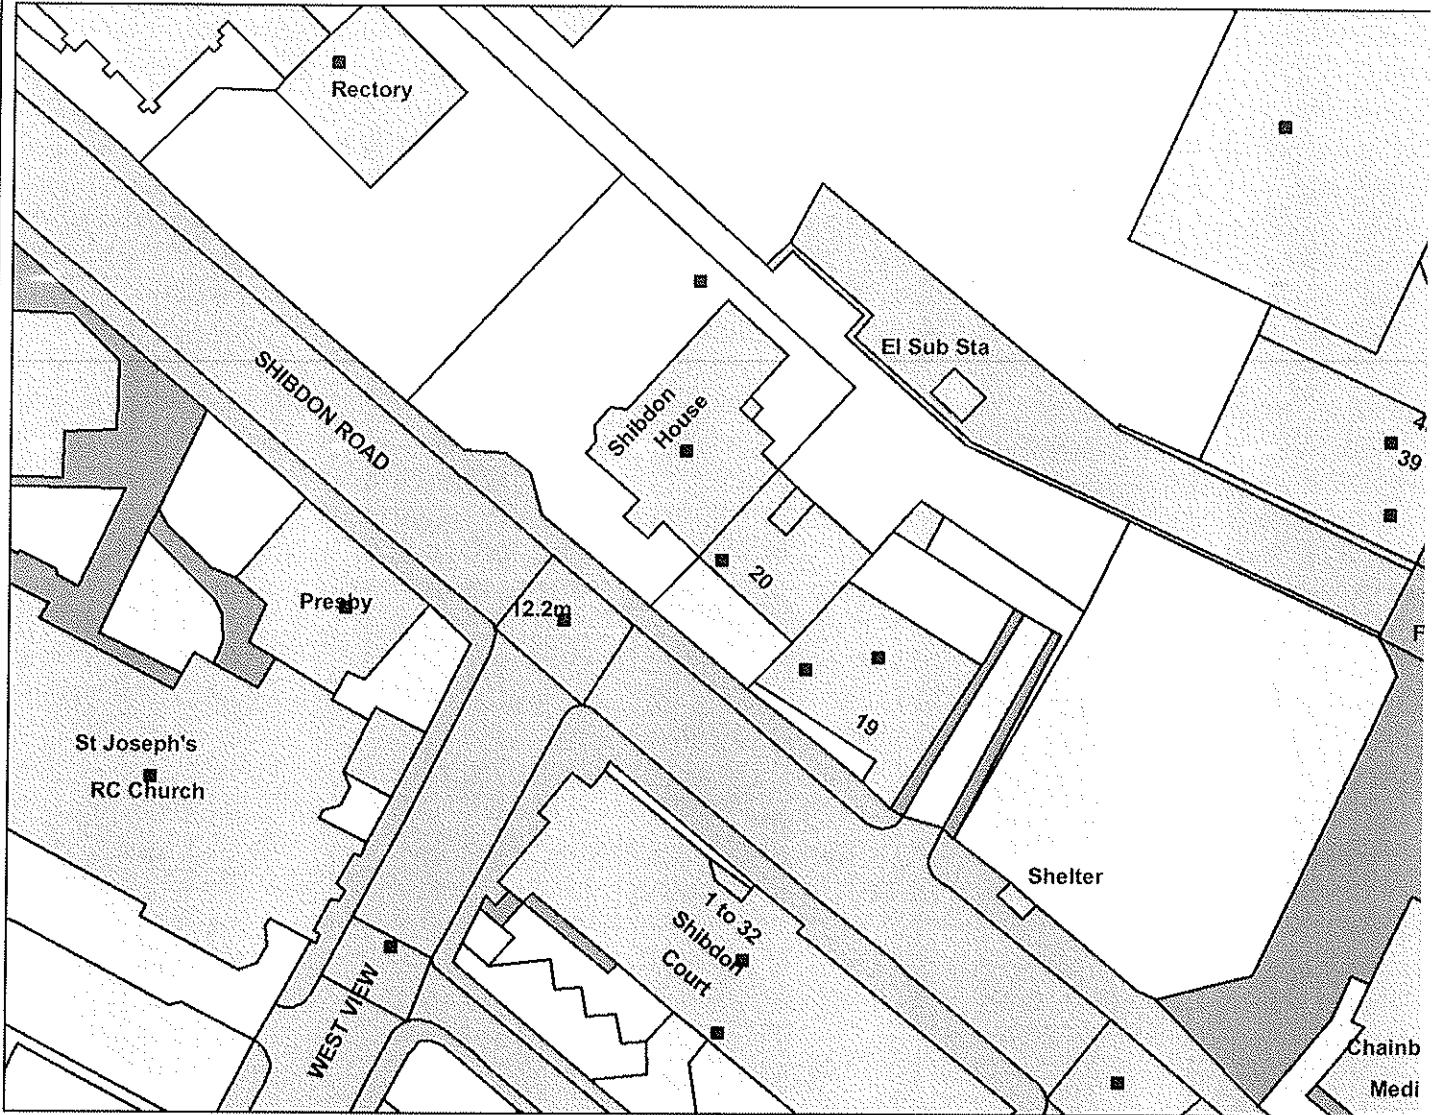 Rectory
El Sub Sta
SHIBDON ROAD
Shibdon
House
39
20
Presby
12.2m
19
St Joseph's
RC Church
Shelter
1 to 32
Shibdon
Court
WEST VIEW
Chainb
Medi